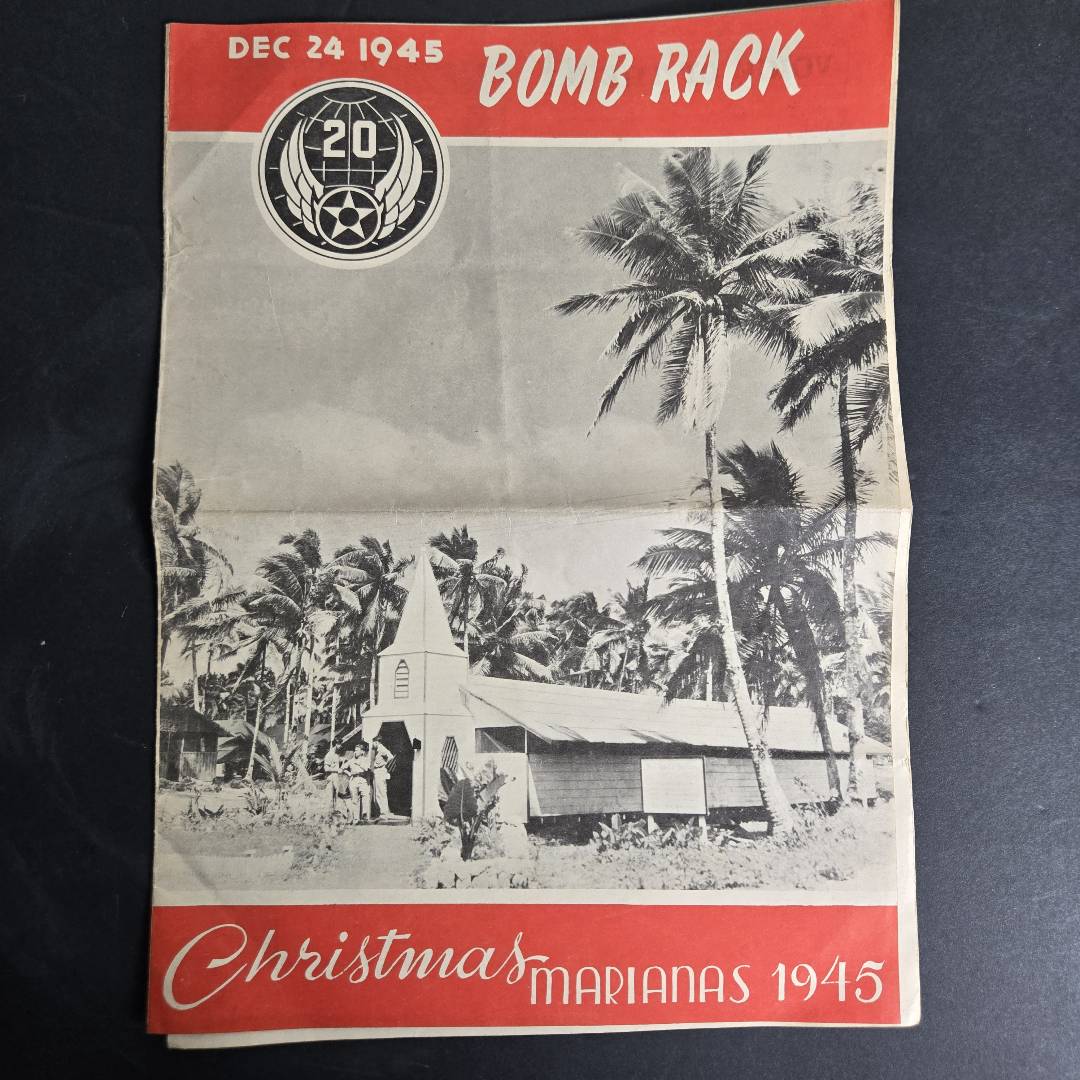 DEC 24 1945
BOMB RACK
20
Christmas
MARIANAS 1945